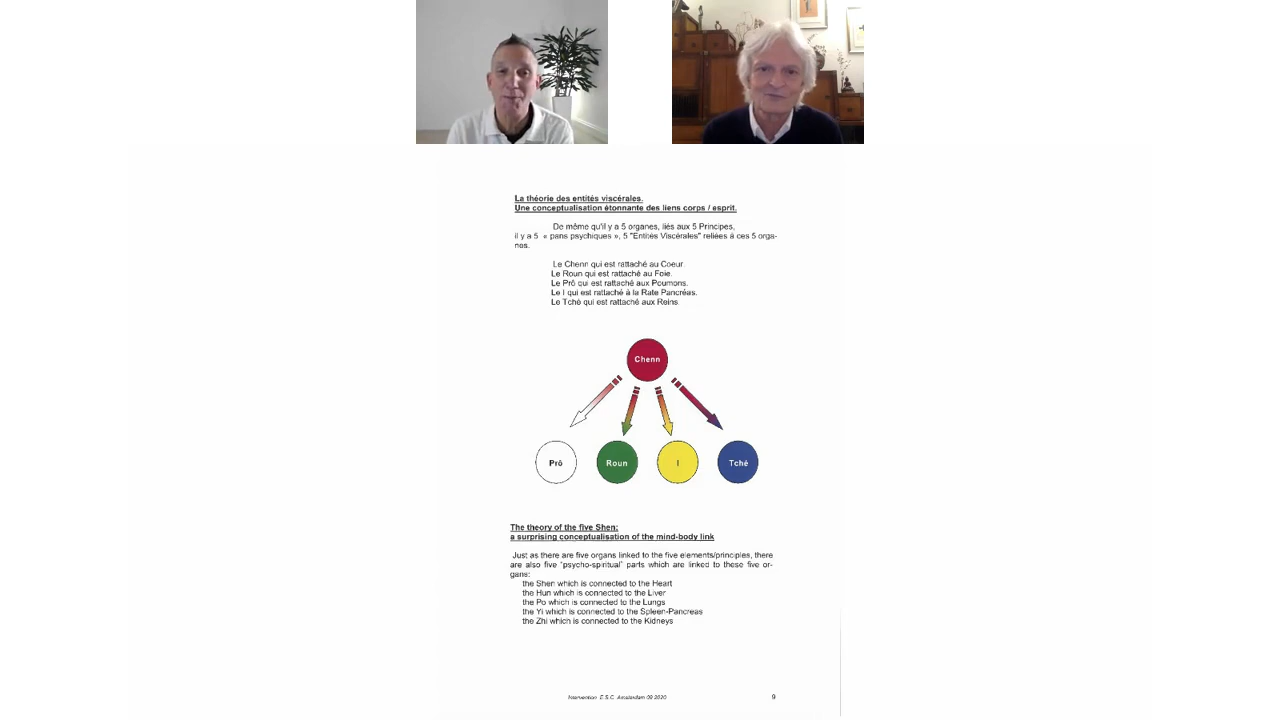 La théorie des entités viscérales.
Une conceptualisation étonnante des liens corps / esprit.
De même qu'il y a 5 organes, liés aux 5 Principes,
il y a 5 « pans psychiques », 5 "Entités Viscérales" reliées à ces 5 orga-
nes.
Le Chenn qui est rattaché au Coeur.
Le Roun qui est rattaché au Foie.
Le Prô qui est rattaché aux Poumons.
Le I qui est rattaché à la Rate Pancréas.
Le Tché qui est rattaché aux Reins.
Chenn
Prô Roun I Tché
The theory of the five Shen:
a surprising conceptualisation of the mind-body link
Just as there are five organs linked to the five elements/principles, there
are also five "psycho-spiritual" parts which are linked to these five or-
gans:
the Shen which is connected to the Heart
the Hun which is connected to the Liver
the Po which is connected to the Lungs
the Yi which is connected to the Spleen-Pancreas
the Zhi which is connected to the Kidneys
Intervention E.S.C. Amsterdam 09 2020 9